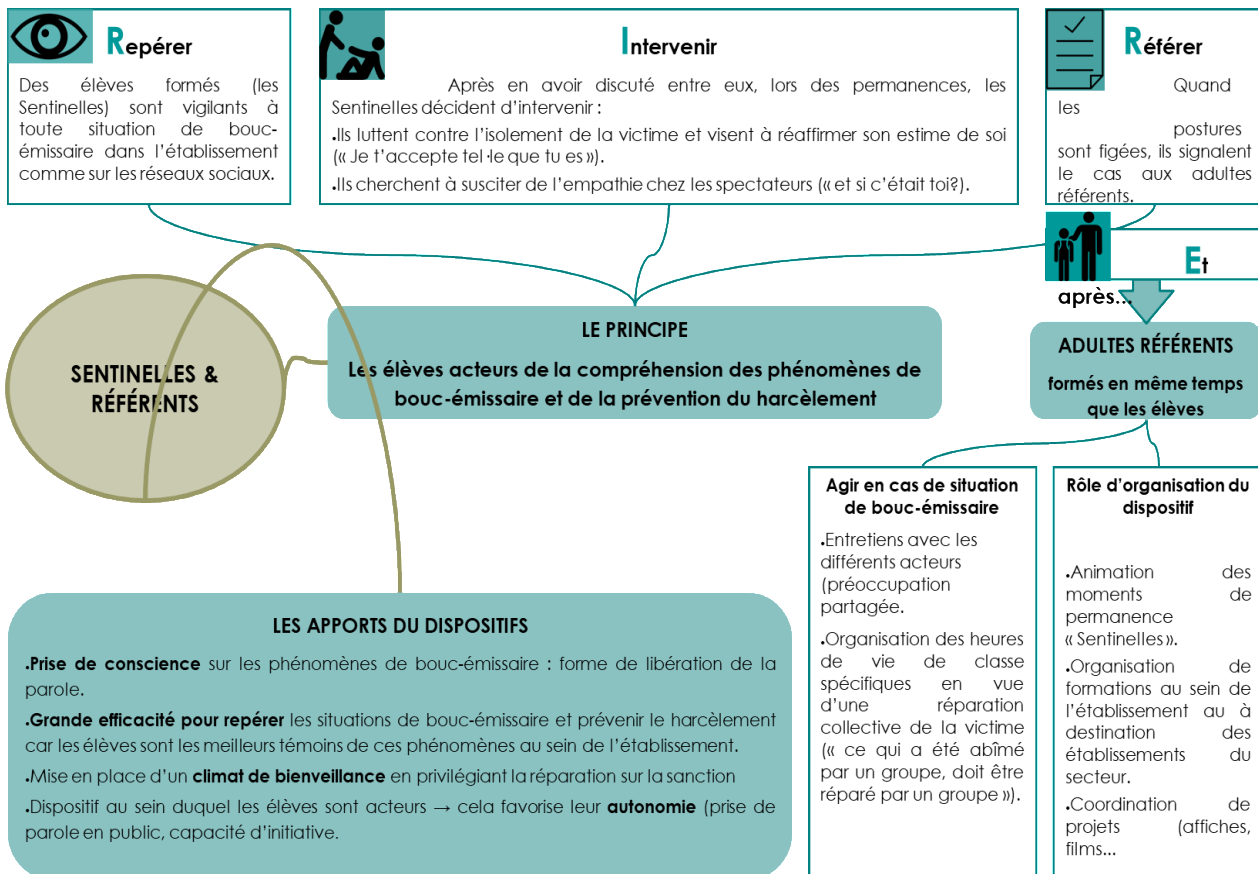 Repérer
Des élèves formés (les
Sentinelles) sont vigilants à
toute situation de bouc-
émissaire dans l'établissement
comme sur les réseaux sociaux.
Intervenir
Après en avoir discuté entre eux, lors des permanences, les
Sentinelles décident d'intervenir :
.Ils luttent contre l'isolement de la victime et visent à réaffirmer son estime de soi
(« Je t'accepte tel·le que tu es »).
.Ils cherchent à susciter de l'empathie chez les spectateurs (« et si c'était toi?).
Référer
Quand
les
postures
sont figées, ils signalent
le cas aux adultes
référents.
Et
après...
SENTINELLES &
RÉFÉRENTS
LE PRINCIPE
Les élèves acteurs de la compréhension des phénomènes de
bouc-émissaire et de la prévention du harcèlement
ADULTES RÉFÉRENTS
formés en même temps
que les élèves
Agir en cas de situation
de bouc-émissaire
.Entretiens avec les
différents acteurs
(préoccupation
partagée.
.Organisation des heures
de vie de classe
spécifiques en vue
d'une réparation
collective de la victime
(« ce qui a été abîmé
par un groupe, doit être
réparé par un groupe »).
Rôle d'organisation du
dispositif
.Animation des
moments de
permanence
« Sentinelles ».
.Organisation de
formations au sein de
l'établissement au à
destination des
établissements du
secteur.
.Coordination de
projets (affiches,
films...
LES APPORTS DU DISPOSITIFS
.Prise de conscience sur les phénomènes de bouc-émissaire : forme de libération de la
parole.
.Grande efficacité pour repérer les situations de bouc-émissaire et prévenir le harcèlement
car les élèves sont les meilleurs témoins de ces phénomènes au sein de l'établissement.
.Mise en place d'un climat de bienveillance en privilégiant la réparation sur la sanction
.Dispositif au sein duquel les élèves sont acteurs → cela favorise leur autonomie (prise de
parole en public, capacité d'initiative.